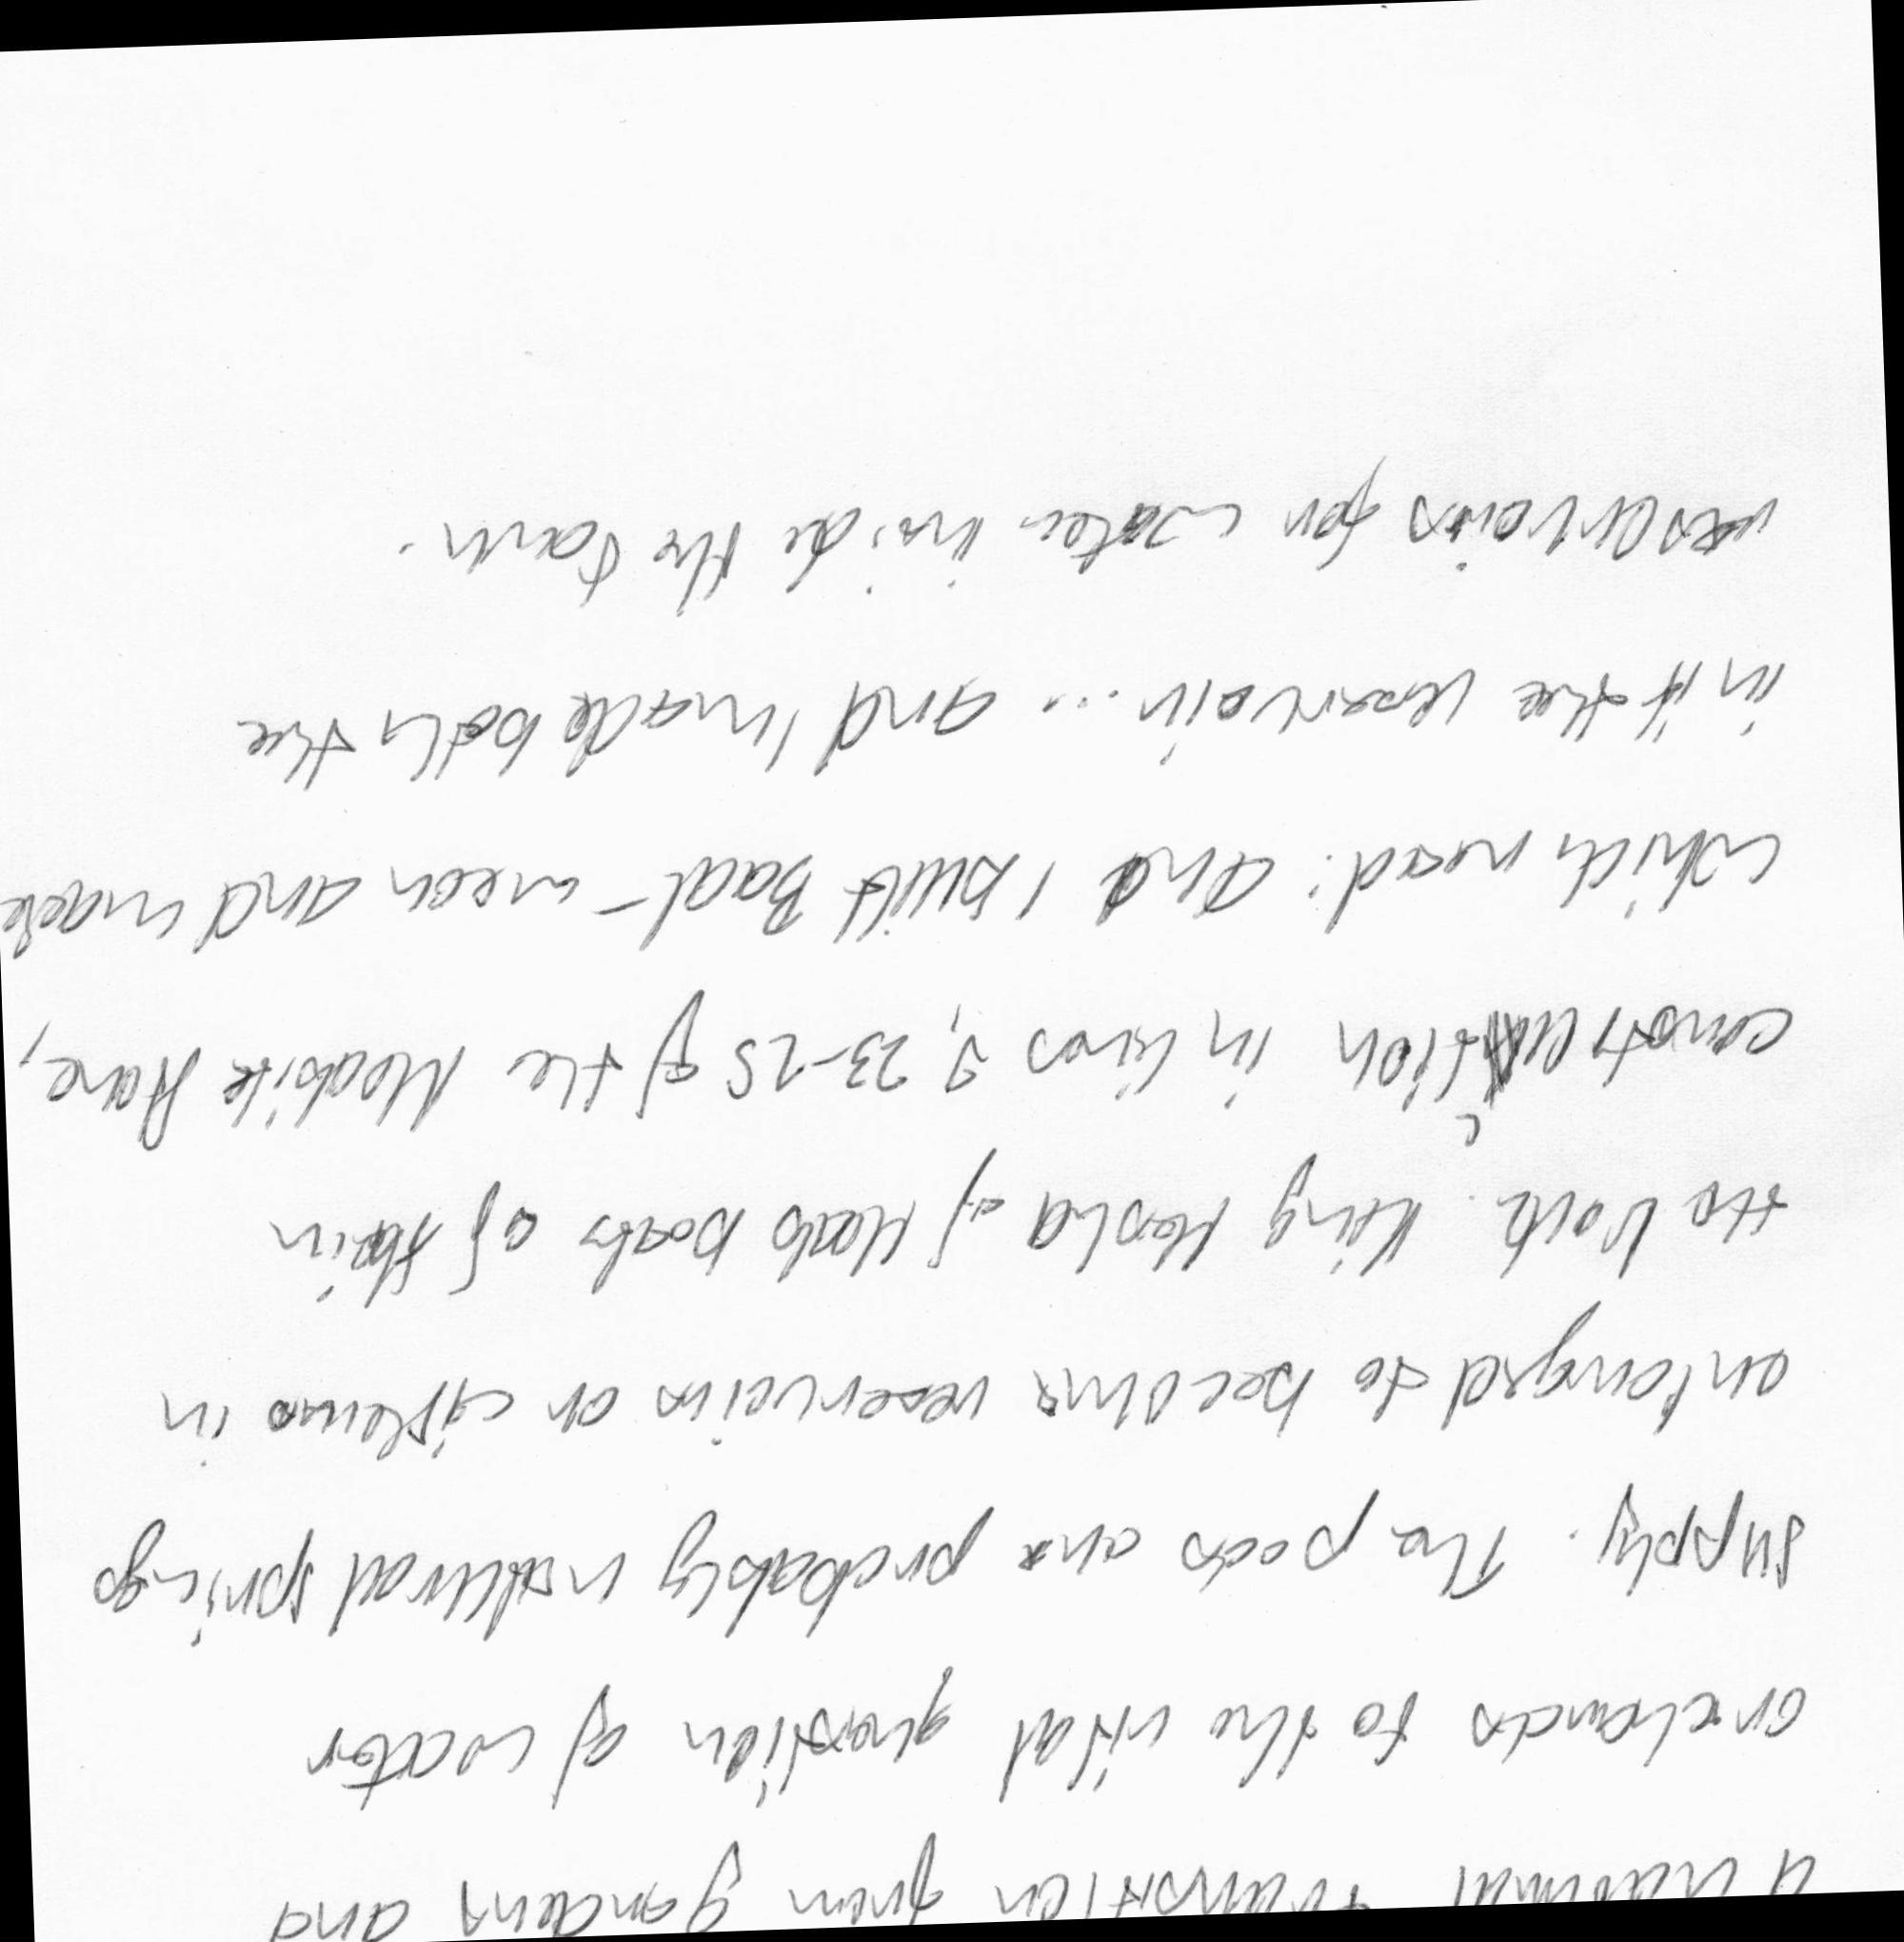 a natural transition from gardens and
orchards to the vital question of water
supply. The pools are probably natural springs
enlarged to become reservoirs or cisterns in
the rock. King Mesha of Moab boats of their
construction in lines 9, 23-25 of the Moabite Stone,
which read: And I built Baal-meon and made
in it the reservoir... and I made both the
reservoirs for water inside the town.